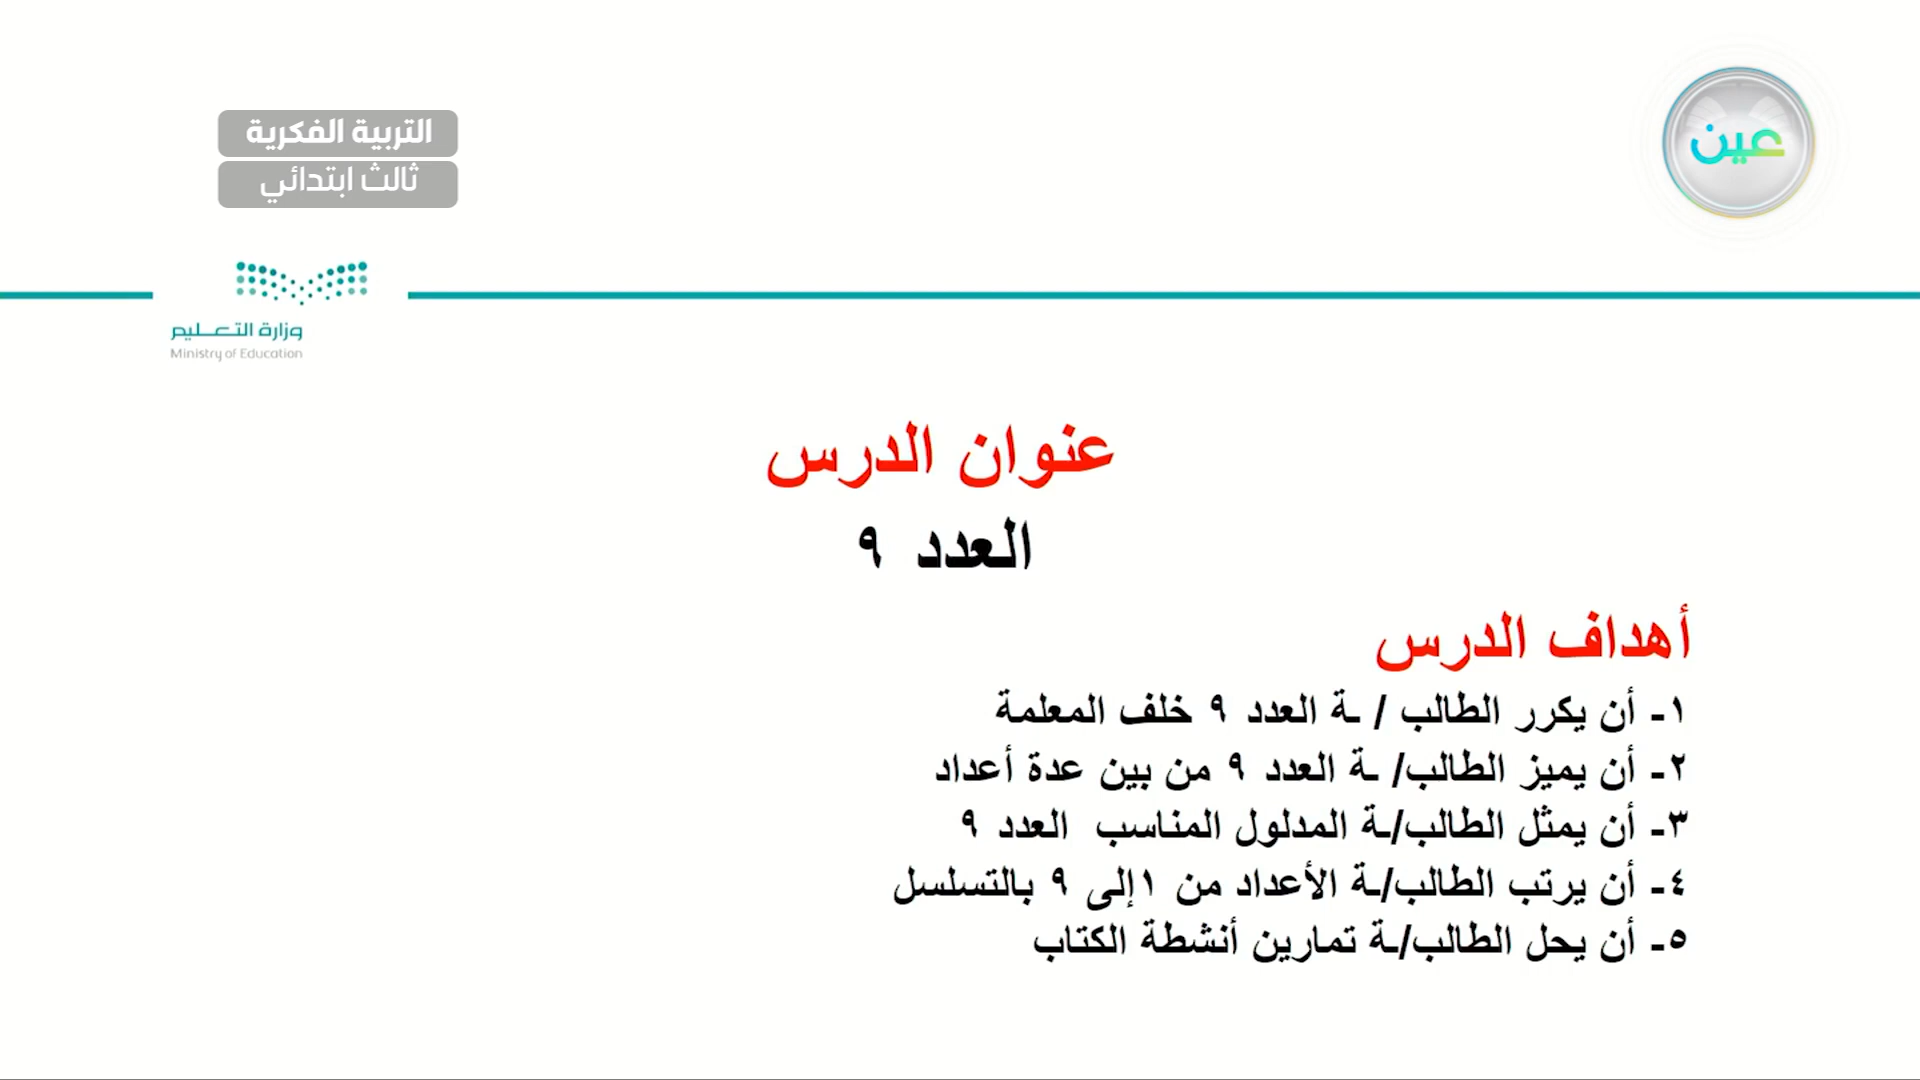 عين
التربية الفكرية
ثالث ابتدائي
وزارة التعليم
Ministry of Education
عنوان الدرس
العدد ٩
أهداف الدرس
١- أن يكرر الطالب / ـة العدد ٩ خلف المعلمة
٢- أن يميز الطالب/ ـة العدد ٩ من بين عدة أعداد
٣- أن يمثل الطالب/ـة المدلول المناسب العدد ٩
٤- أن يرتب الطالب/ـة الأعداد من ١إلى ٩ بالتسلسل
٥- أن يحل الطالب/ـة تمارين أنشطة الكتاب